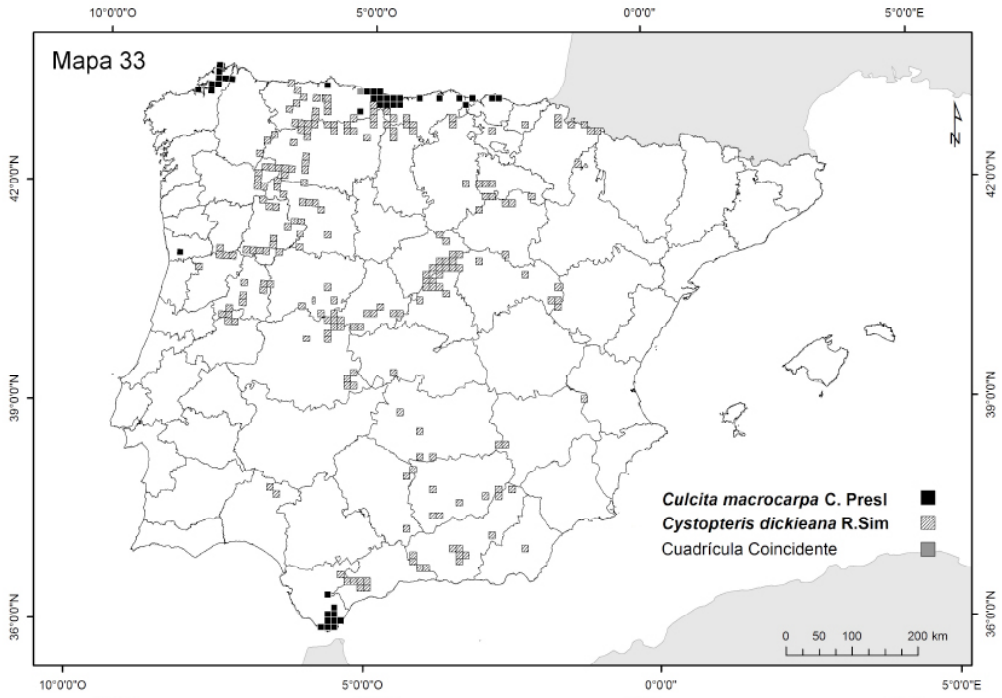 10°0'0"O 5°0'0"O 0°0'0" 5°0'0"E
Mapa 33
N
42°0'0"N 42°0'0"N
39°0'0"N 39°0'0"N
Culcita macrocarpa C. Presl
Cystopteris dickieana R.Sim
Cuadrícula Coincidente
36°0'0"N 36°0'0"N
0 50 100 200 km
10°0'0"O 5°0'0"O 0°0'0" 5°0'0"E